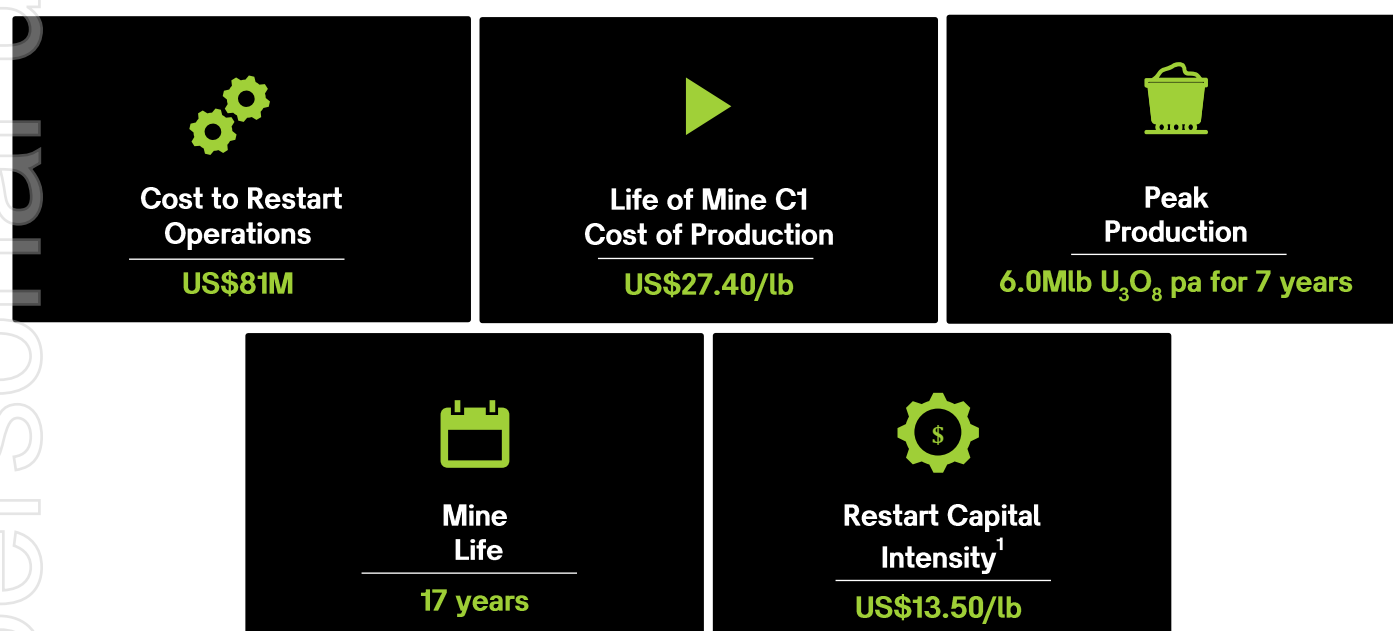 Cost to Restart
Operations
US$81M
Life of Mine C1
Cost of Production
US$27.40/lb
Peak
Production
6.0Mlb U₃O₈ pa for 7 years
Mine
Life
17 years
$
Restart Capital
Intensity¹
US$13.50/lb